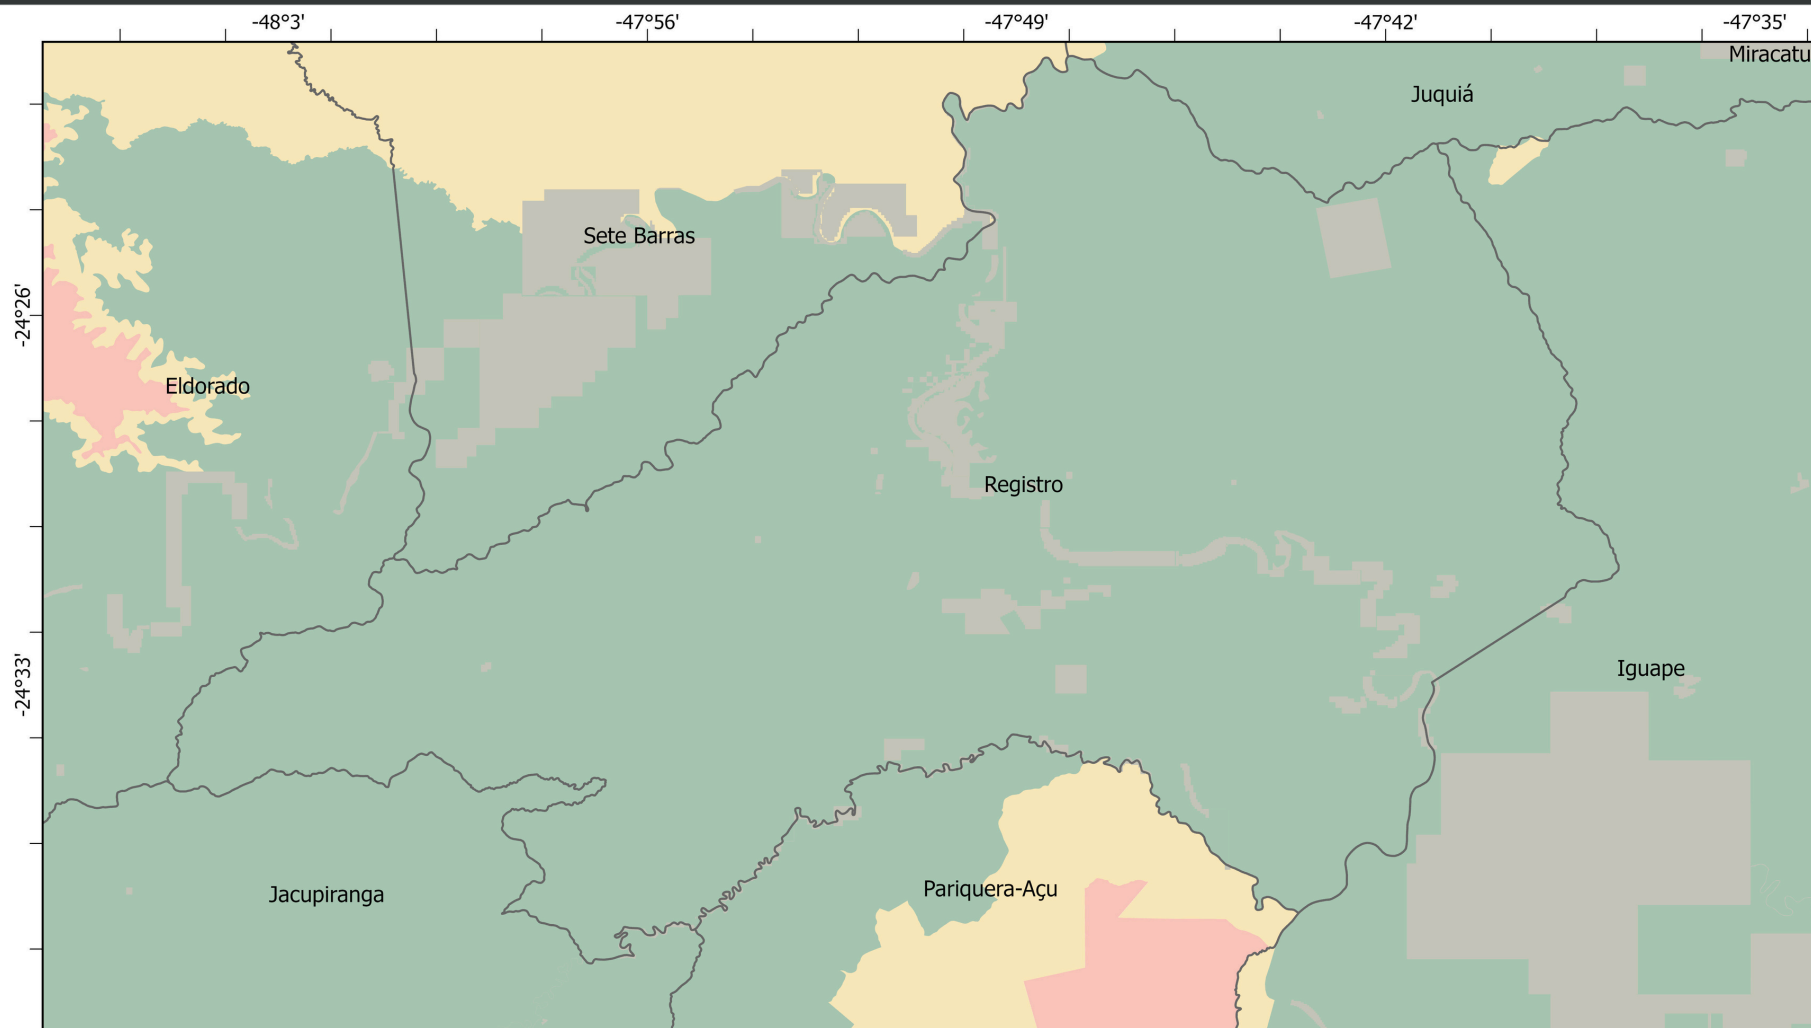 -48°3'
-47°56'
-47°49'
-47°42'
-47°35'
Miracatu
Juquiá
Sete Barras
-24°26'
Eldorado
Registro
-24°33'
Iguape
Pariquera-Açu
Jacupiranga